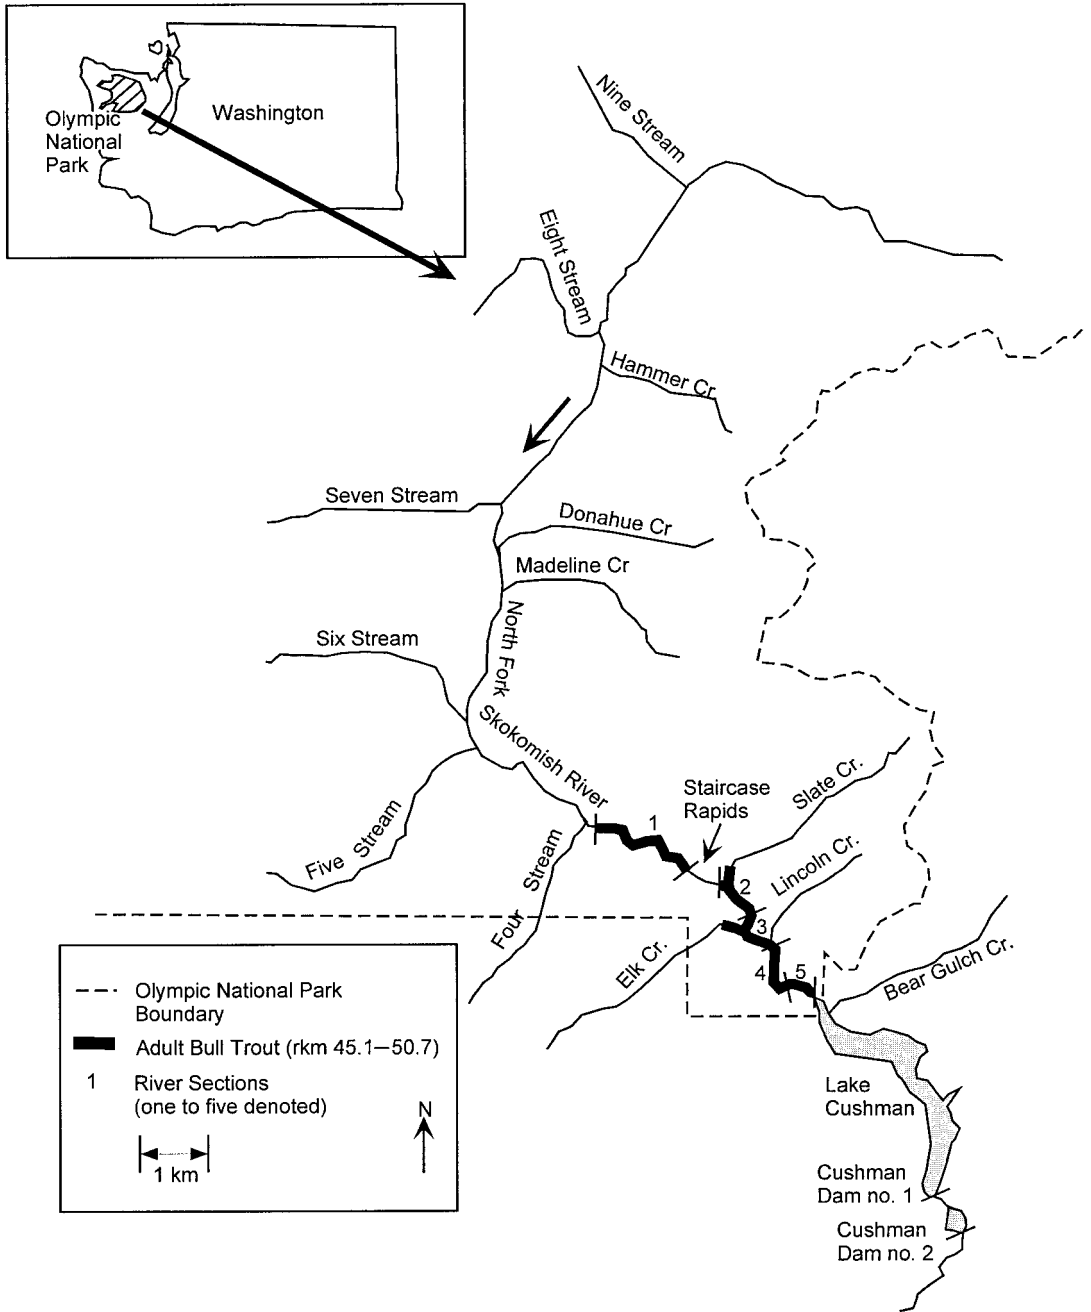 Washington
Olympic
National
Park
Nine Stream
Eight Stream
Hammer Cr
Seven Stream
Donahue Cr
Madeline Cr
North Fork
Six Stream
Skokomish River
Staircase
Rapids
Slate Cr.
1
Five Stream
Four Stream
2
Lincoln Cr.
3
Elk Cr.
4
5
Bear Gulch Cr.
Olympic National Park
Boundary
Adult Bull Trout (rkm 45.1–50.7)
1
River Sections
(one to five denoted)
1 km
N
Lake
Cushman
Cushman
Dam no. 1
Cushman
Dam no. 2